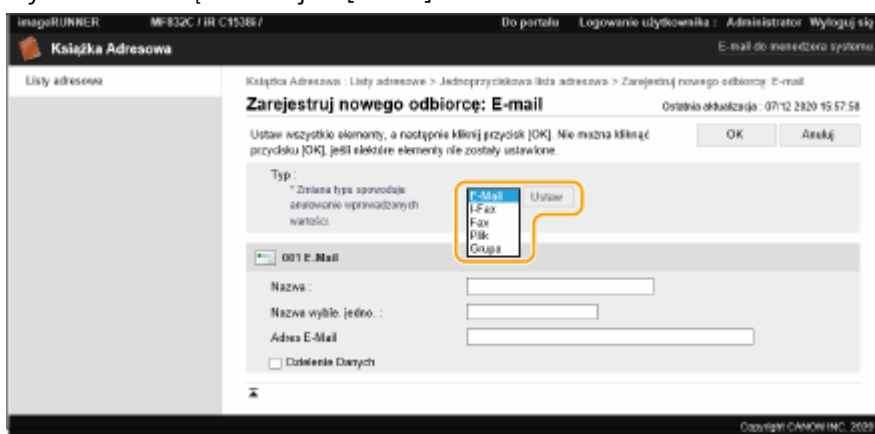 imageRUNNER MF832C / iR C1538i / Do portalu Logowanie użytkownika : Administrator Wyloguj się
Książka Adresowa E-mail do menedżera systemu
Listy adresowe
Książka Adresowa : Listy adresowe > Jednoprzyciskowa lista adresowa > Zarejestruj nowego odbiorcę: E-mail
Zarejestruj nowego odbiorcę: E-mail
Ostatnia aktualizacja : 07/12 2020 15:57:58
Ustaw wszystkie elementy, a następnie kliknij przycisk [OK]. Nie można kliknąć
przycisku [OK], jeśli niektóre elementy nie zostały ustawione.
OK Anuluj
Typ :
* Zmiana typu spowoduje
anulowanie wprowadzonych
wartości.
E-Mail Ustaw
I-Fax
Fax
Plik
Grupa
001 E-Mail
Nazwa :
Nazwa wybie. jedno. :
Adres E-Mail
Dzielenie Danych
Copyright CANON INC. 2020